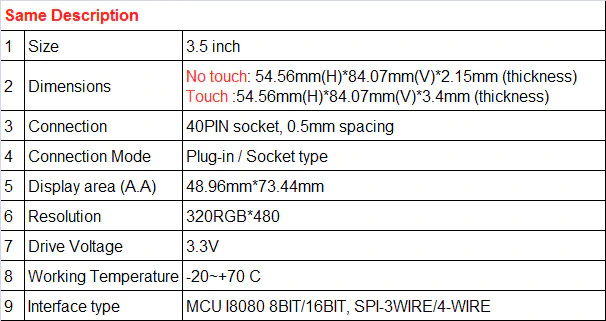 Same Description
1 Size 3.5 inch
2 Dimensions No touch: 54.56mm(H)*84.07mm(V)*2.15mm (thickness)
Touch :54.56mm(H)*84.07mm(V)*3.4mm (thickness)
3 Connection 40PIN socket, 0.5mm spacing
4 Connection Mode Plug-in / Socket type
5 Display area (A.A) 48.96mm*73.44mm
6 Resolution 320RGB*480
7 Drive Voltage 3.3V
8 Working Temperature -20~+70 C
9 Interface type MCU I8080 8BIT/16BIT, SPI-3WIRE/4-WIRE